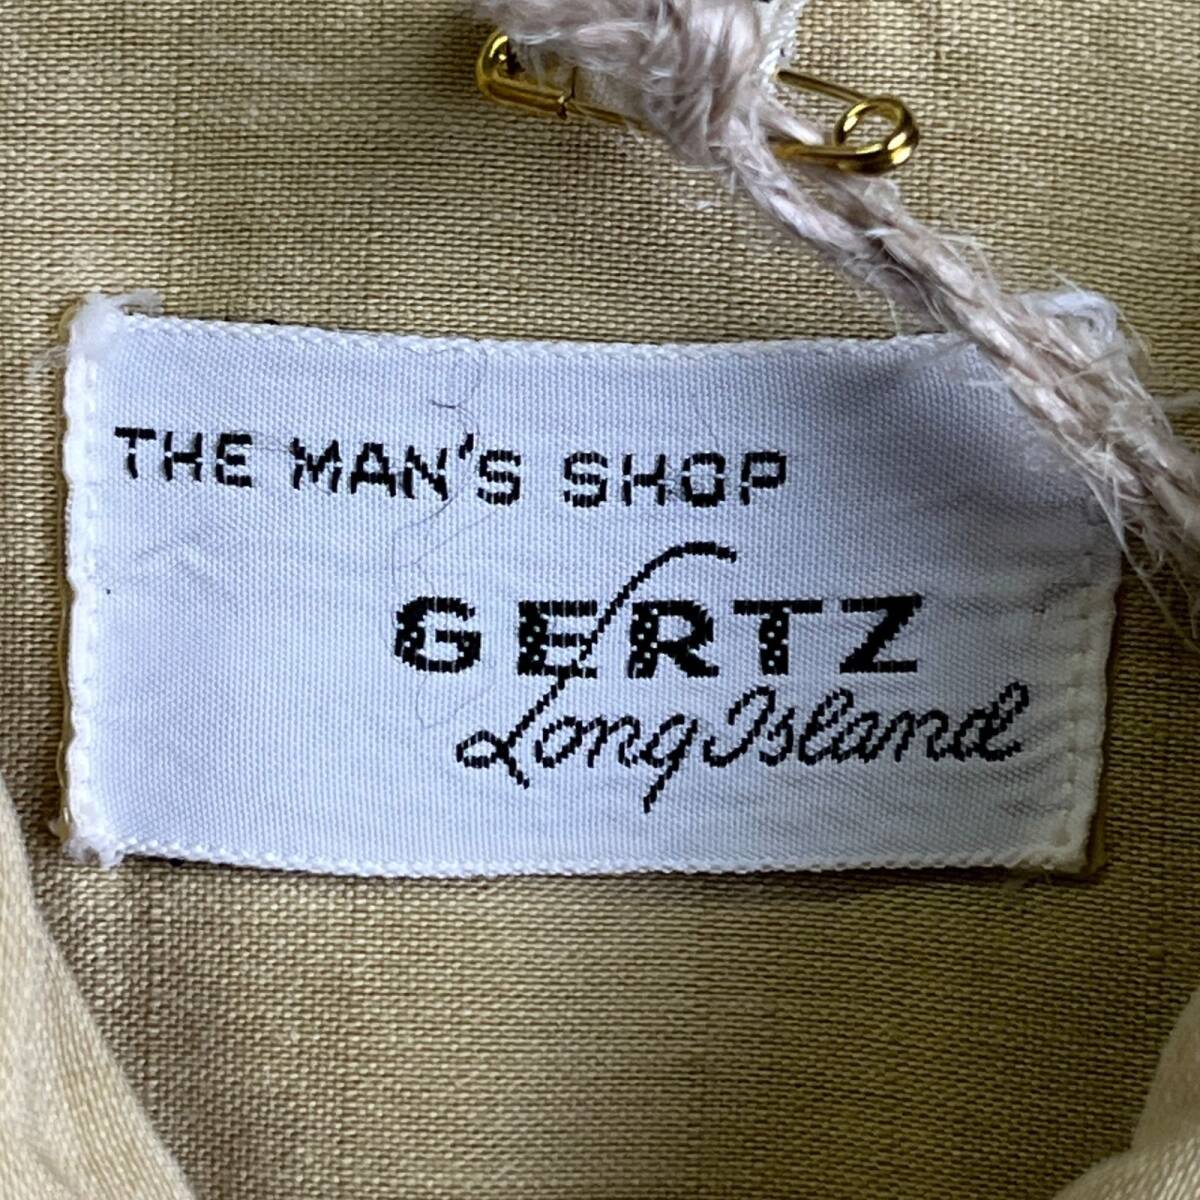 THE MAN'S SHOP
GERTZ
Long Island